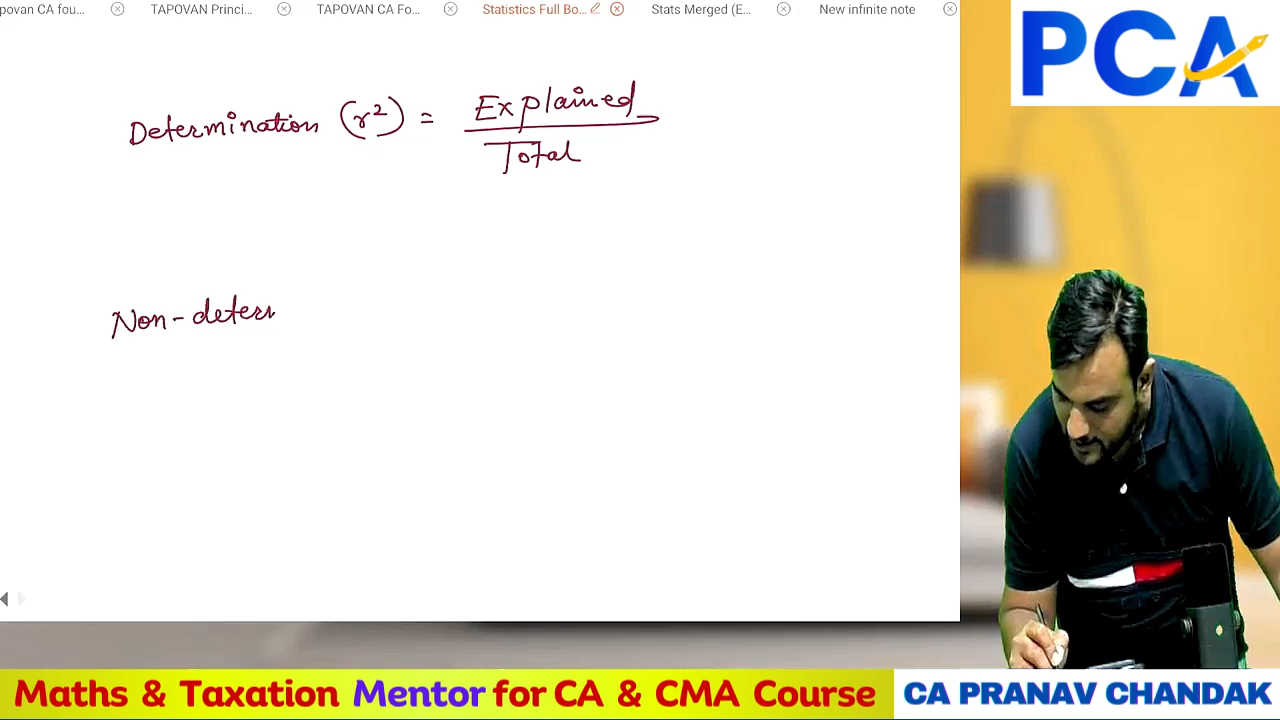 povan CA fou... TAPOVAN Princi... TAPOVAN CA Fo... Statistics Full Bo... Stats Merged (E... New infinite note
PCA
Determination (r²) = Explained
Total
Non-deter
Maths & Taxation Mentor for CA & CMA Course
CA PRANAV CHANDAK